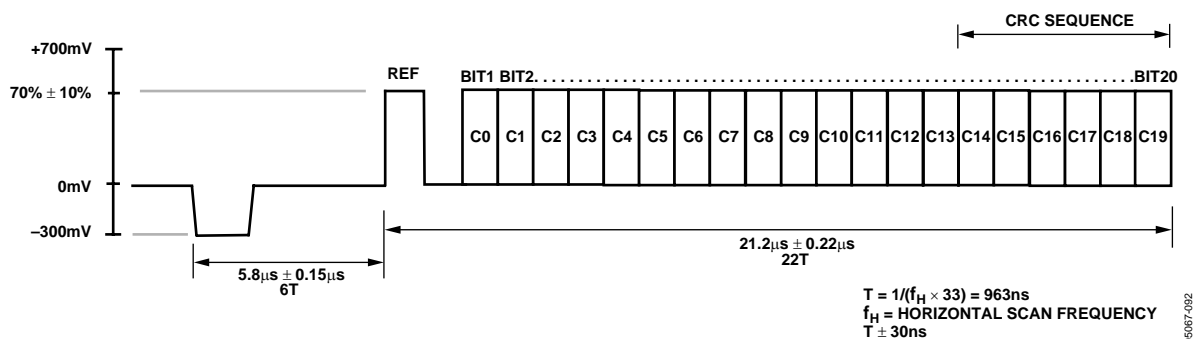 CRC SEQUENCE
+700mV
REF
BIT1 BIT2. . . . . . . . . . . . . . . . . . . . . . . . . . . . . . . . . . . . . . . . . . . . . . . . . . . . . . . . . . . . . .BIT20
70% ± 10%
C0 C1 C2 C3 C4 C5 C6 C7 C8 C9 C10 C11 C12 C13 C14 C15 C16 C17 C18 C19
0mV
–300mV
21.2μs ± 0.22μs
22T
5.8μs ± 0.15μs
6T
T = 1/(fH × 33) = 963ns
fH = HORIZONTAL SCAN FREQUENCY
T ± 30ns